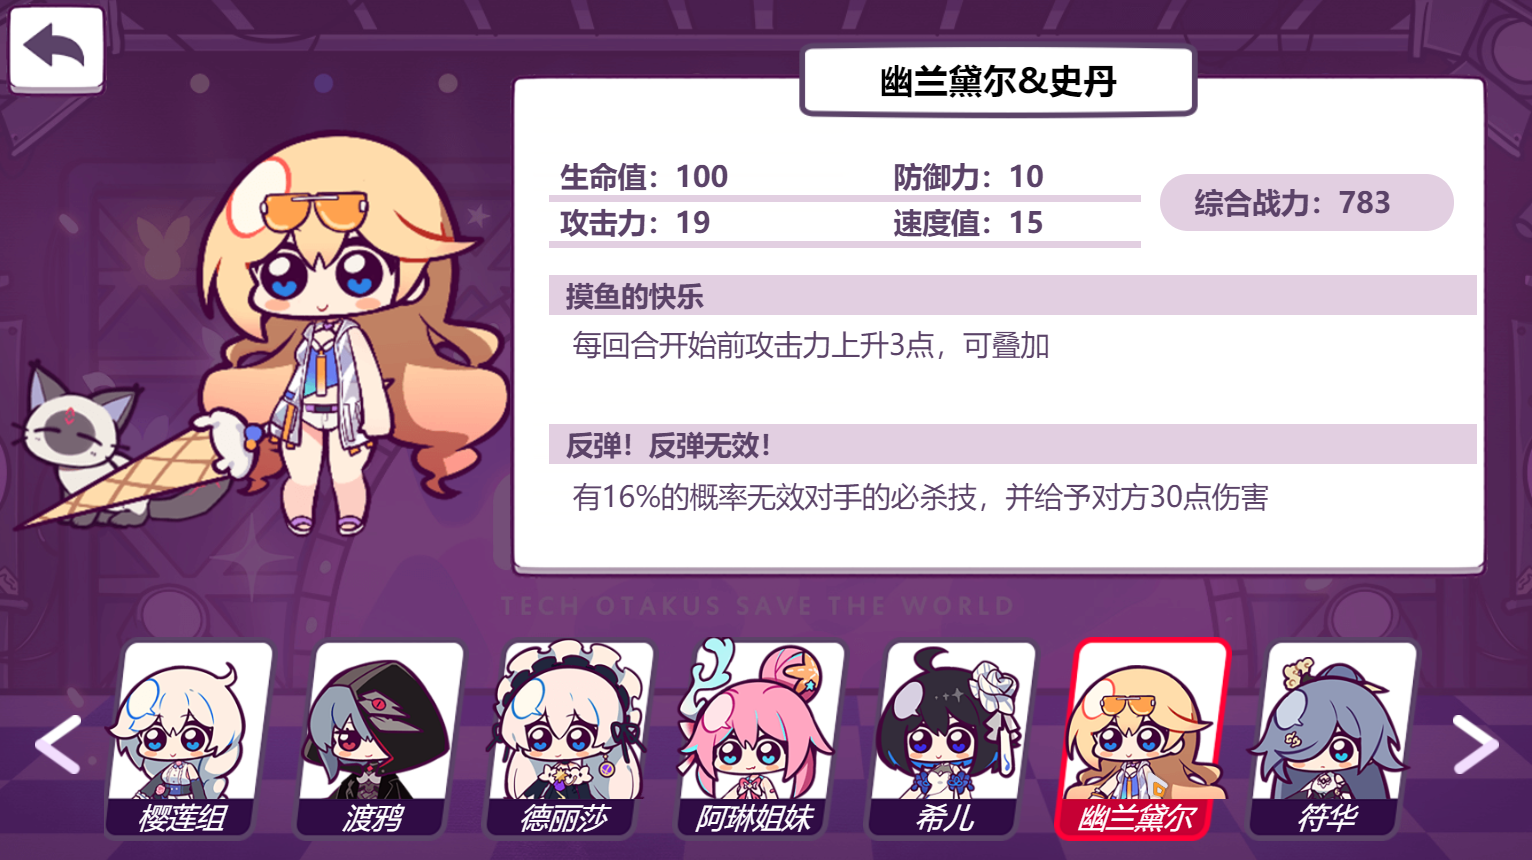 幽兰黛尔&史丹
生命值：100
防御力：10
综合战力：783
攻击力：19
速度值：15
摸鱼的快乐
每回合开始前攻击力上升3点，可叠加
反弹！反弹无效！
有16%的概率无效对手的必杀技，并给予对方30点伤害
TECH OTAKUS SAVE THE WORLD
樱莲组
渡鸦
德丽莎
阿琳姐妹
希儿
幽兰黛尔
符华